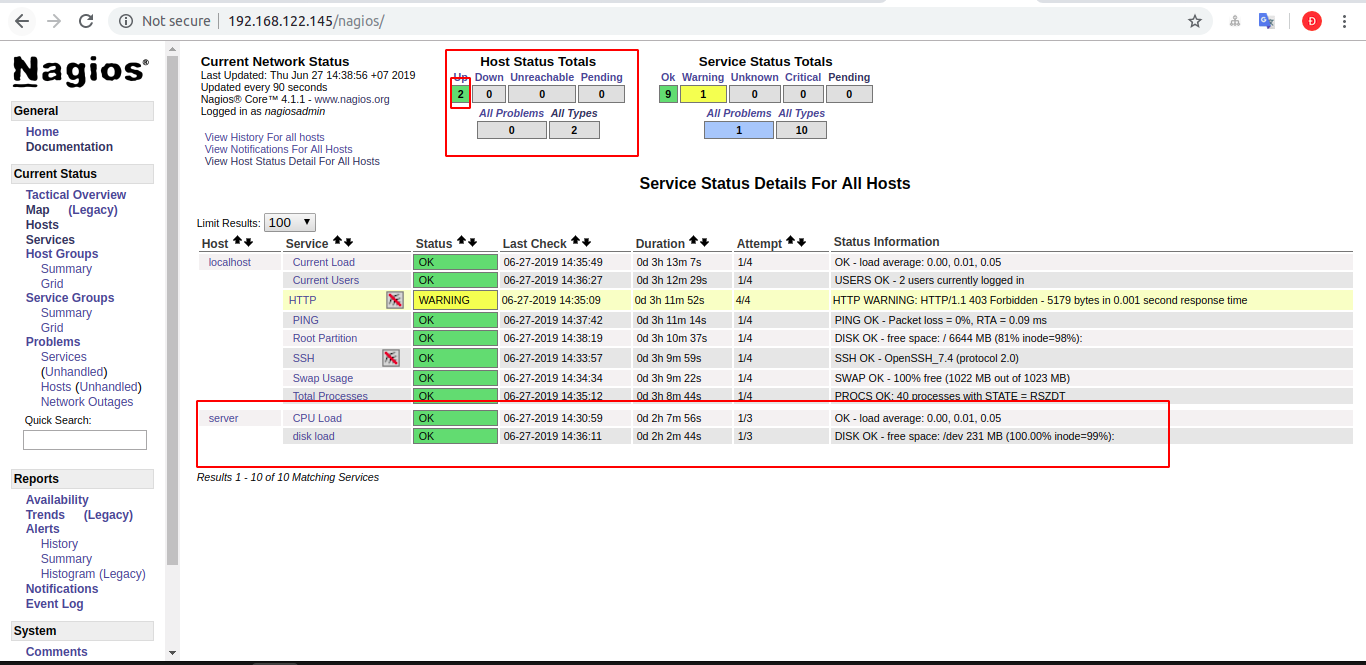 Not secure | 192.168.122.145/nagios/
Đ
Nagios®
General
Home
Documentation
Current Status
Tactical Overview
Map (Legacy)
Hosts
Services
Host Groups
Summary
Grid
Service Groups
Summary
Grid
Problems
Services
(Unhandled)
Hosts (Unhandled)
Network Outages
Quick Search:
Reports
Availability
Trends (Legacy)
Alerts
History
Summary
Histogram (Legacy)
Notifications
Event Log
System
Comments
Current Network Status
Last Updated: Thu Jun 27 14:38:56 +07 2019
Updated every 90 seconds
Nagios® Core™ 4.1.1 - www.nagios.org
Logged in as nagiosadmin
View History For all hosts
View Notifications For All Hosts
View Host Status Detail For All Hosts
Host Status Totals
Up Down Unreachable Pending
2 0 0 0
All Problems All Types
0 2
Service Status Totals
Ok Warning Unknown Critical Pending
9 1 0 0 0
All Problems All Types
1 10
Service Status Details For All Hosts
Limit Results: 100
Host Service Status Last Check Duration Attempt Status Information
localhost Current Load OK 06-27-2019 14:35:49 0d 3h 13m 7s 1/4 OK - load average: 0.00, 0.01, 0.05
Current Users OK 06-27-2019 14:36:27 0d 3h 12m 29s 1/4 USERS OK - 2 users currently logged in
HTTP WARNING 06-27-2019 14:35:09 0d 3h 11m 52s 4/4 HTTP WARNING: HTTP/1.1 403 Forbidden - 5179 bytes in 0.001 second response time
PING OK 06-27-2019 14:37:42 0d 3h 11m 14s 1/4 PING OK - Packet loss = 0%, RTA = 0.09 ms
Root Partition OK 06-27-2019 14:38:19 0d 3h 10m 37s 1/4 DISK OK - free space: / 6644 MB (81% inode=98%):
SSH OK 06-27-2019 14:33:57 0d 3h 9m 59s 1/4 SSH OK - OpenSSH_7.4 (protocol 2.0)
Swap Usage OK 06-27-2019 14:34:34 0d 3h 9m 22s 1/4 SWAP OK - 100% free (1022 MB out of 1023 MB)
Total Processes OK 06-27-2019 14:35:12 0d 3h 8m 44s 1/4 PROCS OK: 40 processes with STATE = RSZDT
server CPU Load OK 06-27-2019 14:30:59 0d 2h 7m 56s 1/3 OK - load average: 0.00, 0.01, 0.05
disk load OK 06-27-2019 14:36:11 0d 2h 2m 44s 1/3 DISK OK - free space: /dev 231 MB (100.00% inode=99%):
Results 1 - 10 of 10 Matching Services